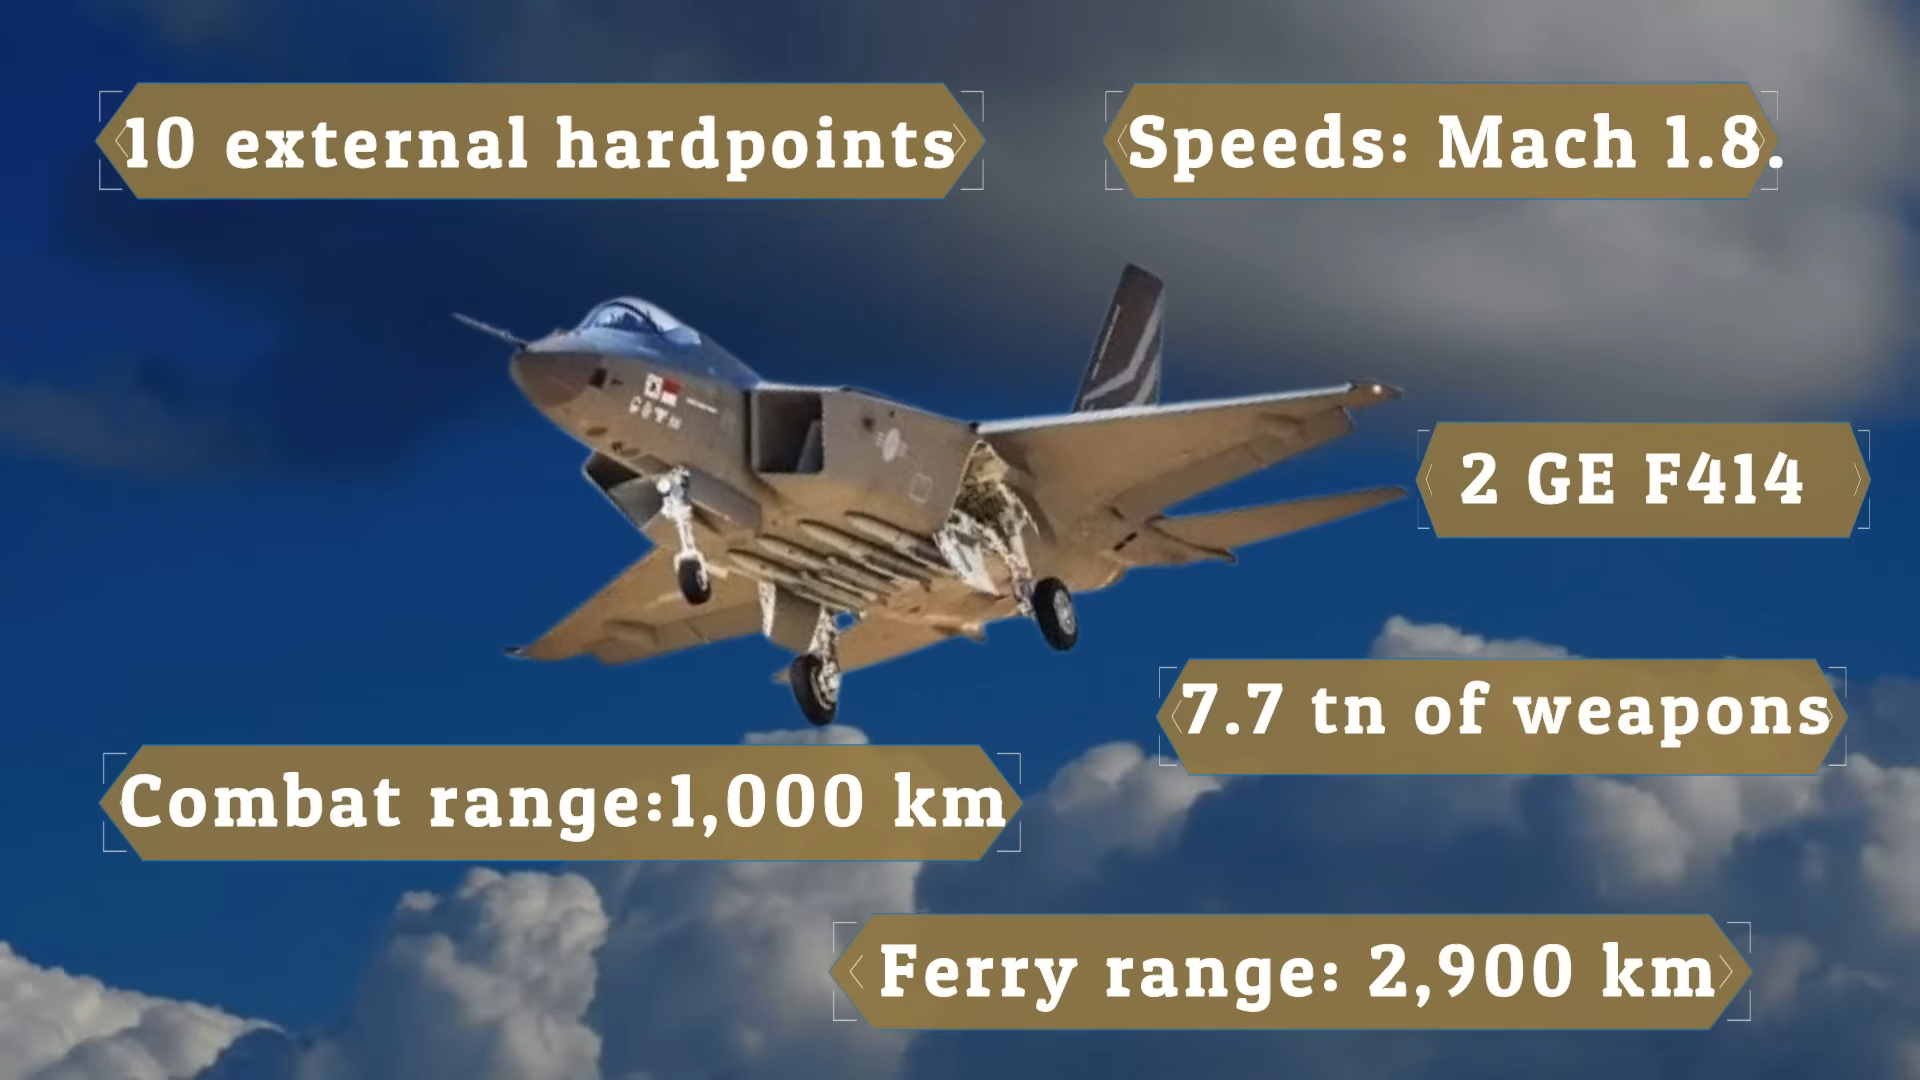 10 external hardpoints
Speeds: Mach 1.8.
2 GE F414
7.7 tn of weapons
Combat range:1,000 km
Ferry range: 2,900 km